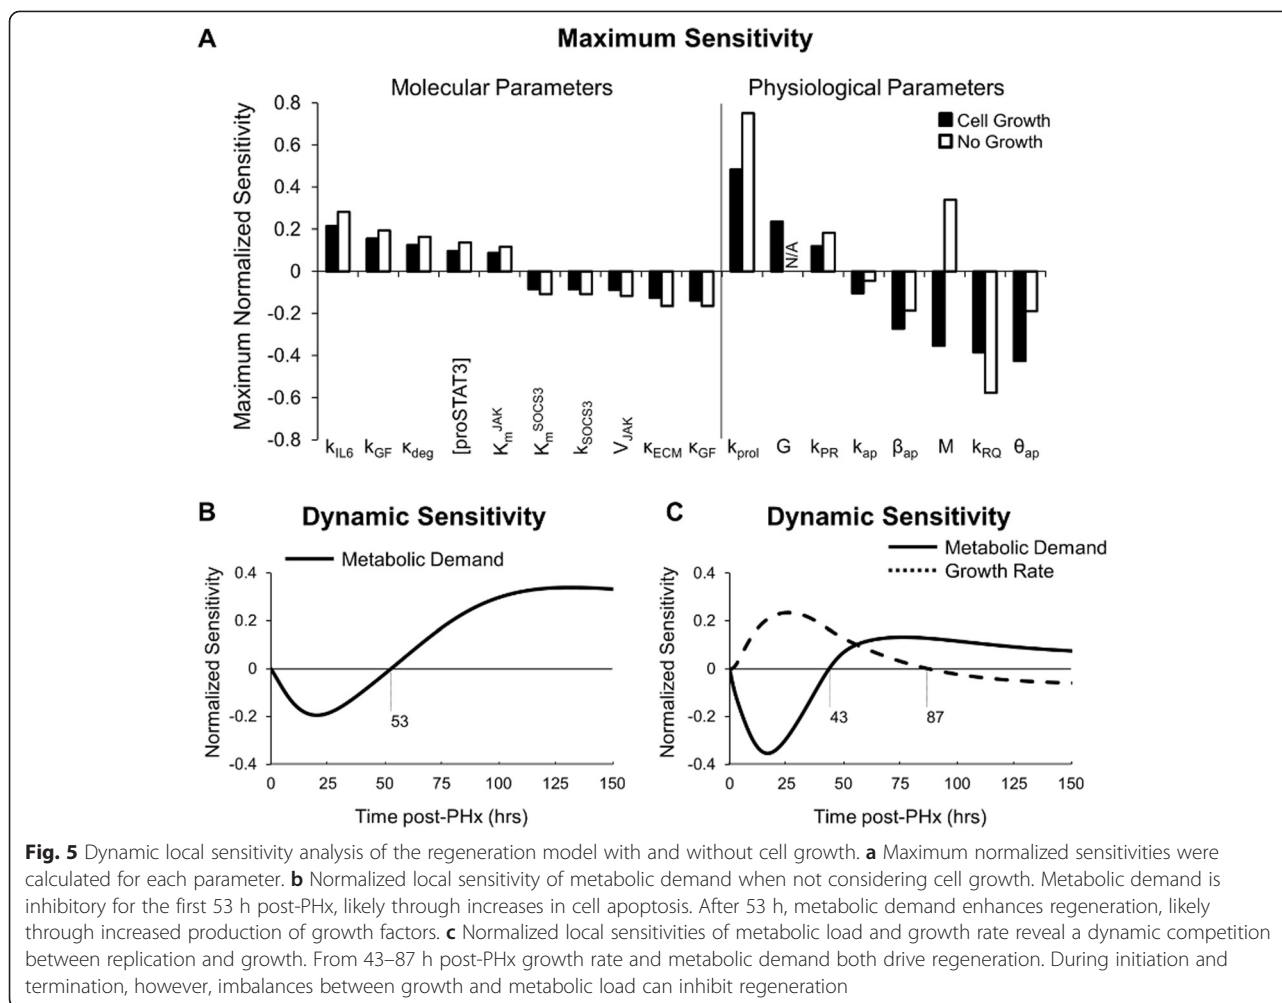 A
Maximum Sensitivity
Molecular Parameters
Physiological Parameters
Maximum Normalized Sensitivity
0.8
0.6
0.4
0.2
0
-0.2
-0.4
-0.6
-0.8
Cell Growth
No Growth
N/A
k_IL6 k_GF κ_deg [proSTAT3] K_m^JAK K_m^SOCS3 k_SOCS3 V_JAK κ_ECM κ_GF k_prol G k_PR k_ap β_ap M k_RQ θ_ap
B
Dynamic Sensitivity
Metabolic Demand
Normalized Sensitivity
0.4
0.2
0
-0.2
-0.4
53
0 25 50 75 100 125 150
Time post-PHx (hrs)
C
Dynamic Sensitivity
Metabolic Demand
Growth Rate
Normalized Sensitivity
0.4
0.2
0
-0.2
-0.4
43
87
0 25 50 75 100 125 150
Time post-PHx (hrs)
Fig. 5 Dynamic local sensitivity analysis of the regeneration model with and without cell growth. a Maximum normalized sensitivities were
calculated for each parameter. b Normalized local sensitivity of metabolic demand when not considering cell growth. Metabolic demand is
inhibitory for the first 53 h post-PHx, likely through increases in cell apoptosis. After 53 h, metabolic demand enhances regeneration, likely
through increased production of growth factors. c Normalized local sensitivities of metabolic load and growth rate reveal a dynamic competition
between replication and growth. From 43–87 h post-PHx growth rate and metabolic demand both drive regeneration. During initiation and
termination, however, imbalances between growth and metabolic load can inhibit regeneration